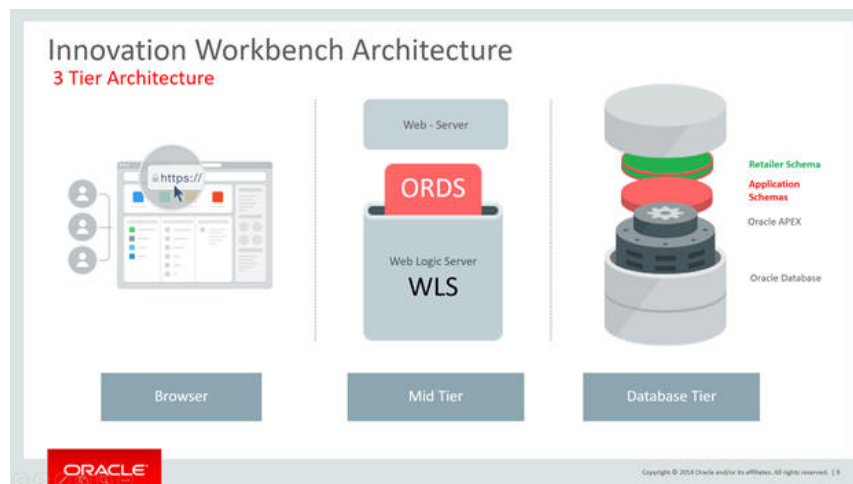 Innovation Workbench Architecture
3 Tier Architecture
https://
Web - Server
ORDS
Web Logic Server
WLS
Retailer Schema
Application
Schemas
Oracle APEX
Oracle Database
Browser
Mid Tier
Database Tier
ORACLE
Copyright © 2014 Oracle and/or its affiliates. All rights reserved. | 9